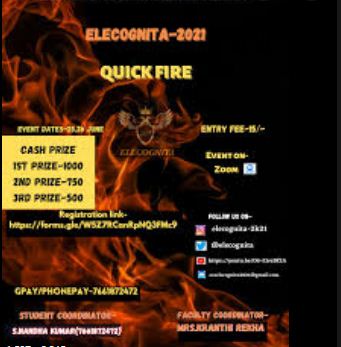 ELECOGNITA-2021
QUICK FIRE
EVENT DATES-25,26 JUNE
ENTRY FEE-15/-
ELECOGNITA
CASH PRIZE
1ST PRIZE-1000
2ND PRIZE-750
3RD PRIZE-500
EVENT ON-
ZOOM
Registration link-
https://forms.gle/
FOLLOW US ON-
elecognita-2k21
@elecognita
GPAY/PHONEPAY-7661872472
STUDENT COORDINATOR-
S.NANDHA KUMAR(7661872472)
FACULTY COORDINATOR-
MRS.KRANTHI REKHA